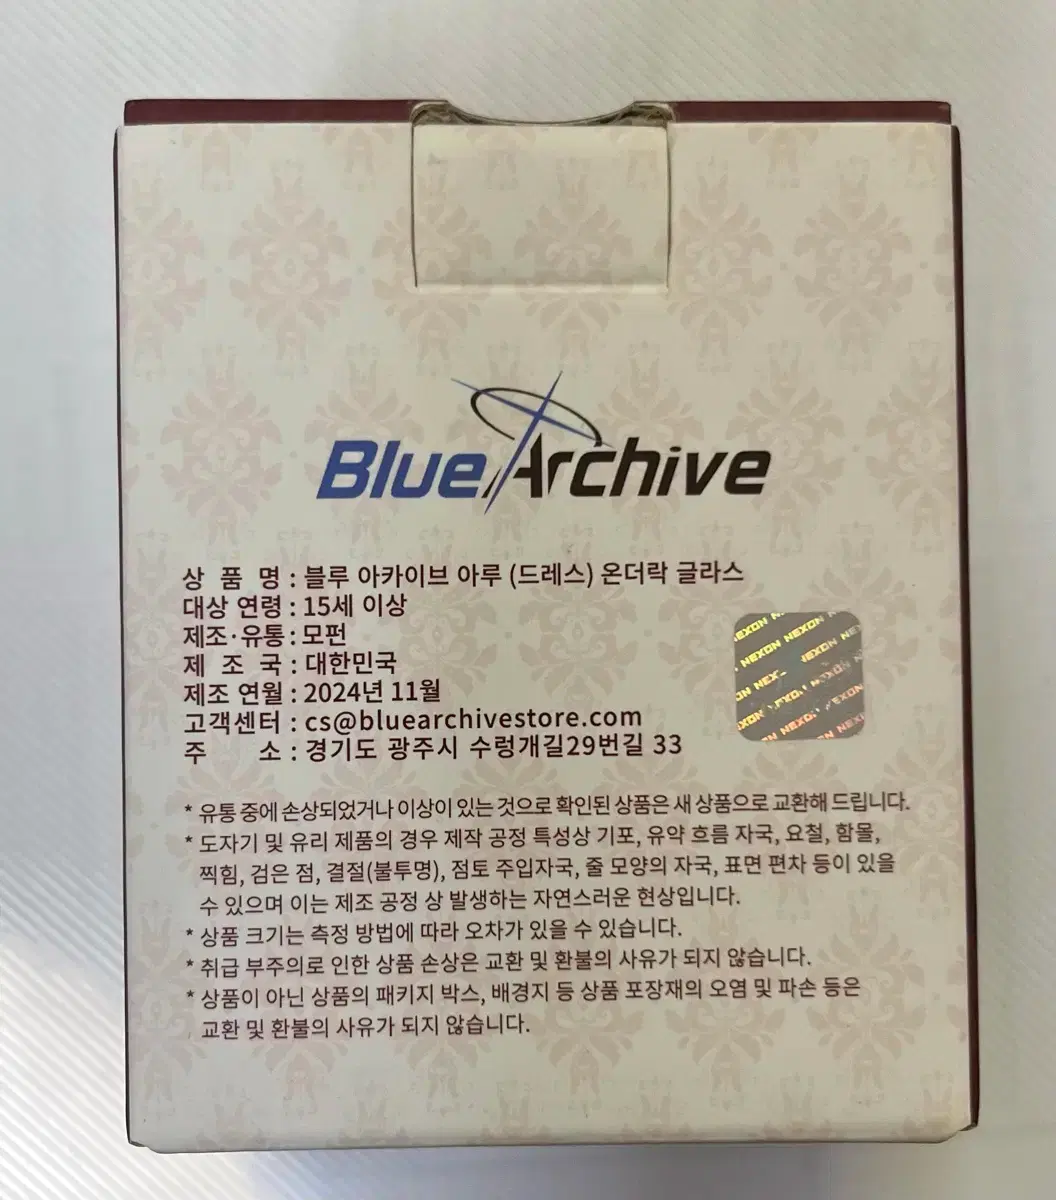 Blue Archive
상 품 명 : 블루 아카이브 아루 (드레스) 온더락 글라스
대상 연령 : 15세 이상
제조·유통 : 모펀
제 조 국 : 대한민국
제조 연월 : 2024년 11월
고객센터 : cs@bluearchivestore.com
주 소 : 경기도 광주시 수렁개길29번길 33
NEXON NEXON NEXON
NEXON NEXON
NEXON NEXON
NEXON NEXON
* 유통 중에 손상되었거나 이상이 있는 것으로 확인된 상품은 새 상품으로 교환해 드립니다.
* 도자기 및 유리 제품의 경우 제작 공정 특성상 기포, 유약 흐름 자국, 요철, 함몰,
찍힘, 검은 점, 결절(불투명), 점토 주입자국, 줄 모양의 자국, 표면 편차 등이 있을
수 있으며 이는 제조 공정 상 발생하는 자연스러운 현상입니다.
* 상품 크기는 측정 방법에 따라 오차가 있을 수 있습니다.
* 취급 부주의로 인한 상품 손상은 교환 및 환불의 사유가 되지 않습니다.
* 상품이 아닌 상품의 패키지 박스, 배경지 등 상품 포장재의 오염 및 파손 등은
교환 및 환불의 사유가 되지 않습니다.